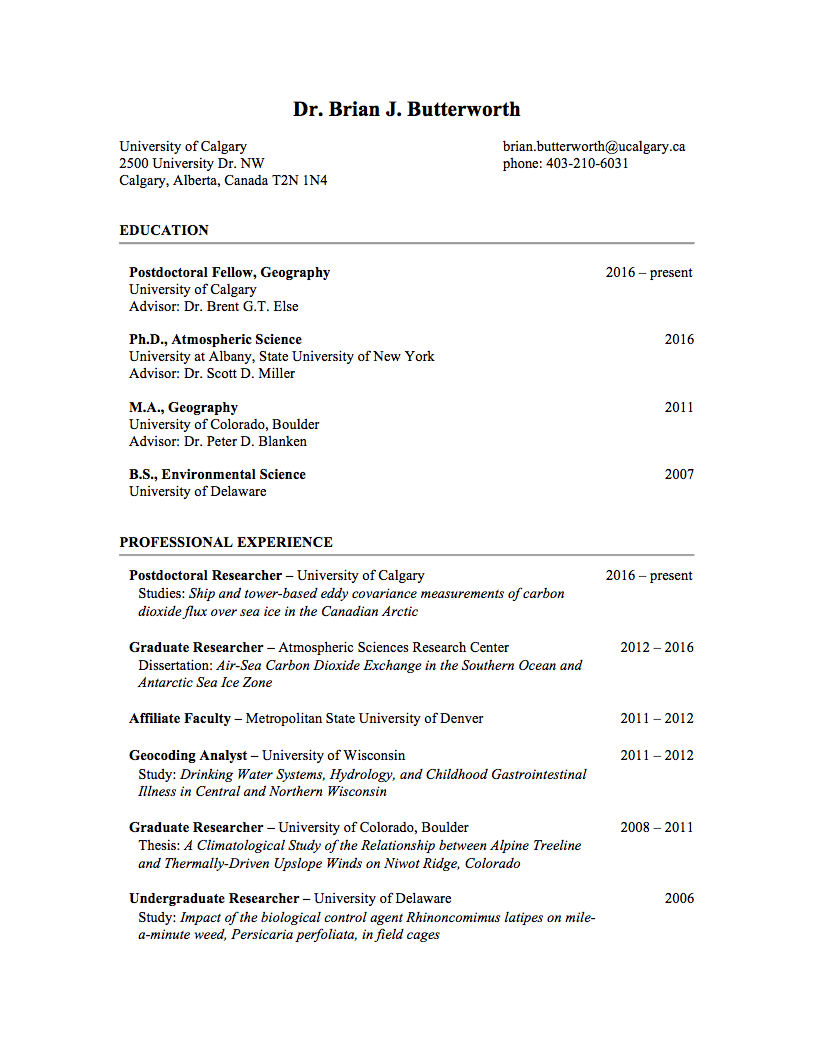 Dr. Brian J. Butterworth
University of Calgary
brian.butterworth@ucalgary.ca
2500 University Dr. NW
phone: 403-210-6031
Calgary, Alberta, Canada T2N 1N4
EDUCATION
Postdoctoral Fellow, Geography 2016 – present
University of Calgary
Advisor: Dr. Brent G.T. Else
Ph.D., Atmospheric Science 2016
University at Albany, State University of New York
Advisor: Dr. Scott D. Miller
M.A., Geography 2011
University of Colorado, Boulder
Advisor: Dr. Peter D. Blanken
B.S., Environmental Science 2007
University of Delaware
PROFESSIONAL EXPERIENCE
Postdoctoral Researcher – University of Calgary 2016 – present
Studies: Ship and tower-based eddy covariance measurements of carbon
dioxide flux over sea ice in the Canadian Arctic
Graduate Researcher – Atmospheric Sciences Research Center 2012 – 2016
Dissertation: Air-Sea Carbon Dioxide Exchange in the Southern Ocean and
Antarctic Sea Ice Zone
Affiliate Faculty – Metropolitan State University of Denver 2011 – 2012
Geocoding Analyst – University of Wisconsin 2011 – 2012
Study: Drinking Water Systems, Hydrology, and Childhood Gastrointestinal
Illness in Central and Northern Wisconsin
Graduate Researcher – University of Colorado, Boulder 2008 – 2011
Thesis: A Climatological Study of the Relationship between Alpine Treeline
and Thermally-Driven Upslope Winds on Niwot Ridge, Colorado
Undergraduate Researcher – University of Delaware 2006
Study: Impact of the biological control agent Rhinoncomimus latipes on mile-
a-minute weed, Persicaria perfoliata, in field cages